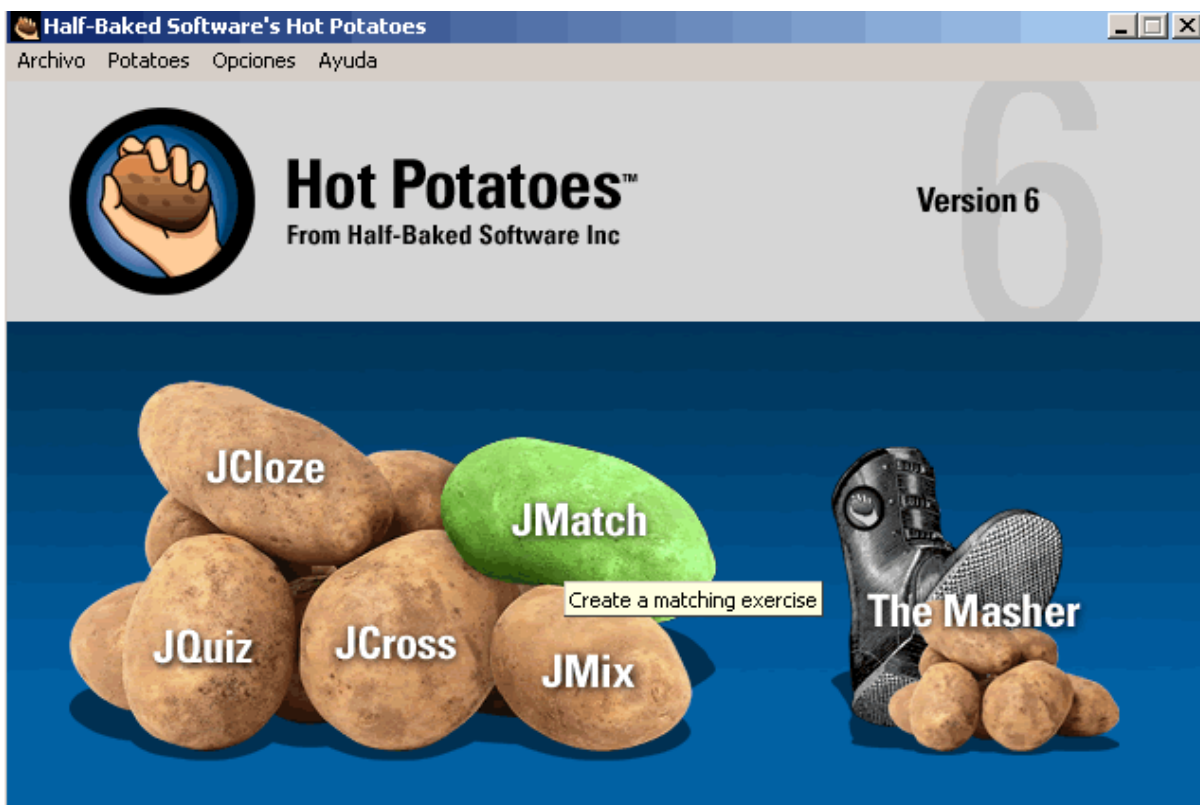 Half-Baked Software's Hot Potatoes
Archivo Potatoes Opciones Ayuda
Hot Potatoes™
From Half-Baked Software Inc
6
Version 6
JCloze
JMatch
Create a matching exercise
JQuiz
JCross
JMix
The Masher